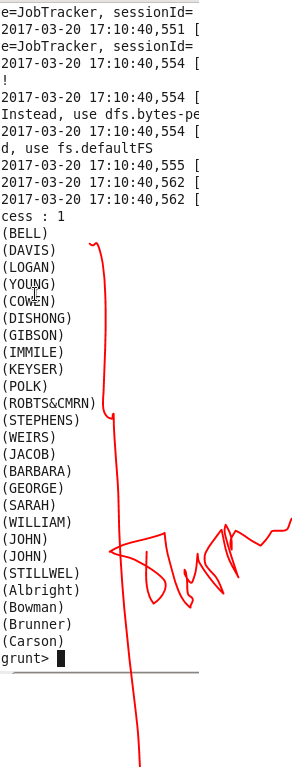 e=JobTracker, sessionId=
2017-03-20 17:10:40,551 [
e=JobTracker, sessionId=
2017-03-20 17:10:40,554 [
!
2017-03-20 17:10:40,554 [
Instead, use dfs.bytes-pe
2017-03-20 17:10:40,554 [
d, use fs.defaultFS
2017-03-20 17:10:40,555 [
2017-03-20 17:10:40,562 [
2017-03-20 17:10:40,562 [
cess : 1
(BELL)
(DAVIS)
(LOGAN)
(YOUNG)
(COWEN)
(DISHONG)
(GIBSON)
(IMMILE)
(KEYSER)
(POLK)
(ROBTS&CMRN)
(STEPHENS)
(WEIRS)
(JACOB)
(BARBARA)
(GEORGE)
(SARAH)
(WILLIAM)
(JOHN)
(JOHN)
(STILLWEL)
(Albright)
(Bowman)
(Brunner)
(Carson)
grunt>